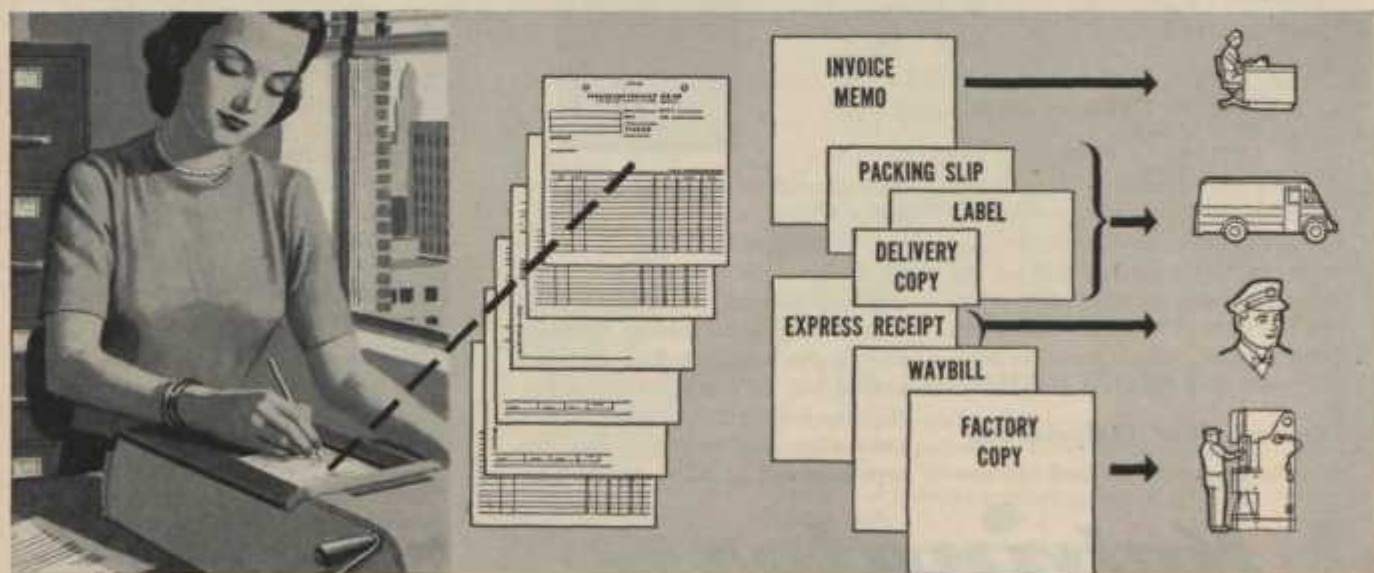 INVOICE
MEMO
PACKING SLIP
LABEL
DELIVERY
COPY
EXPRESS RECEIPT
WAYBILL
FACTORY
COPY